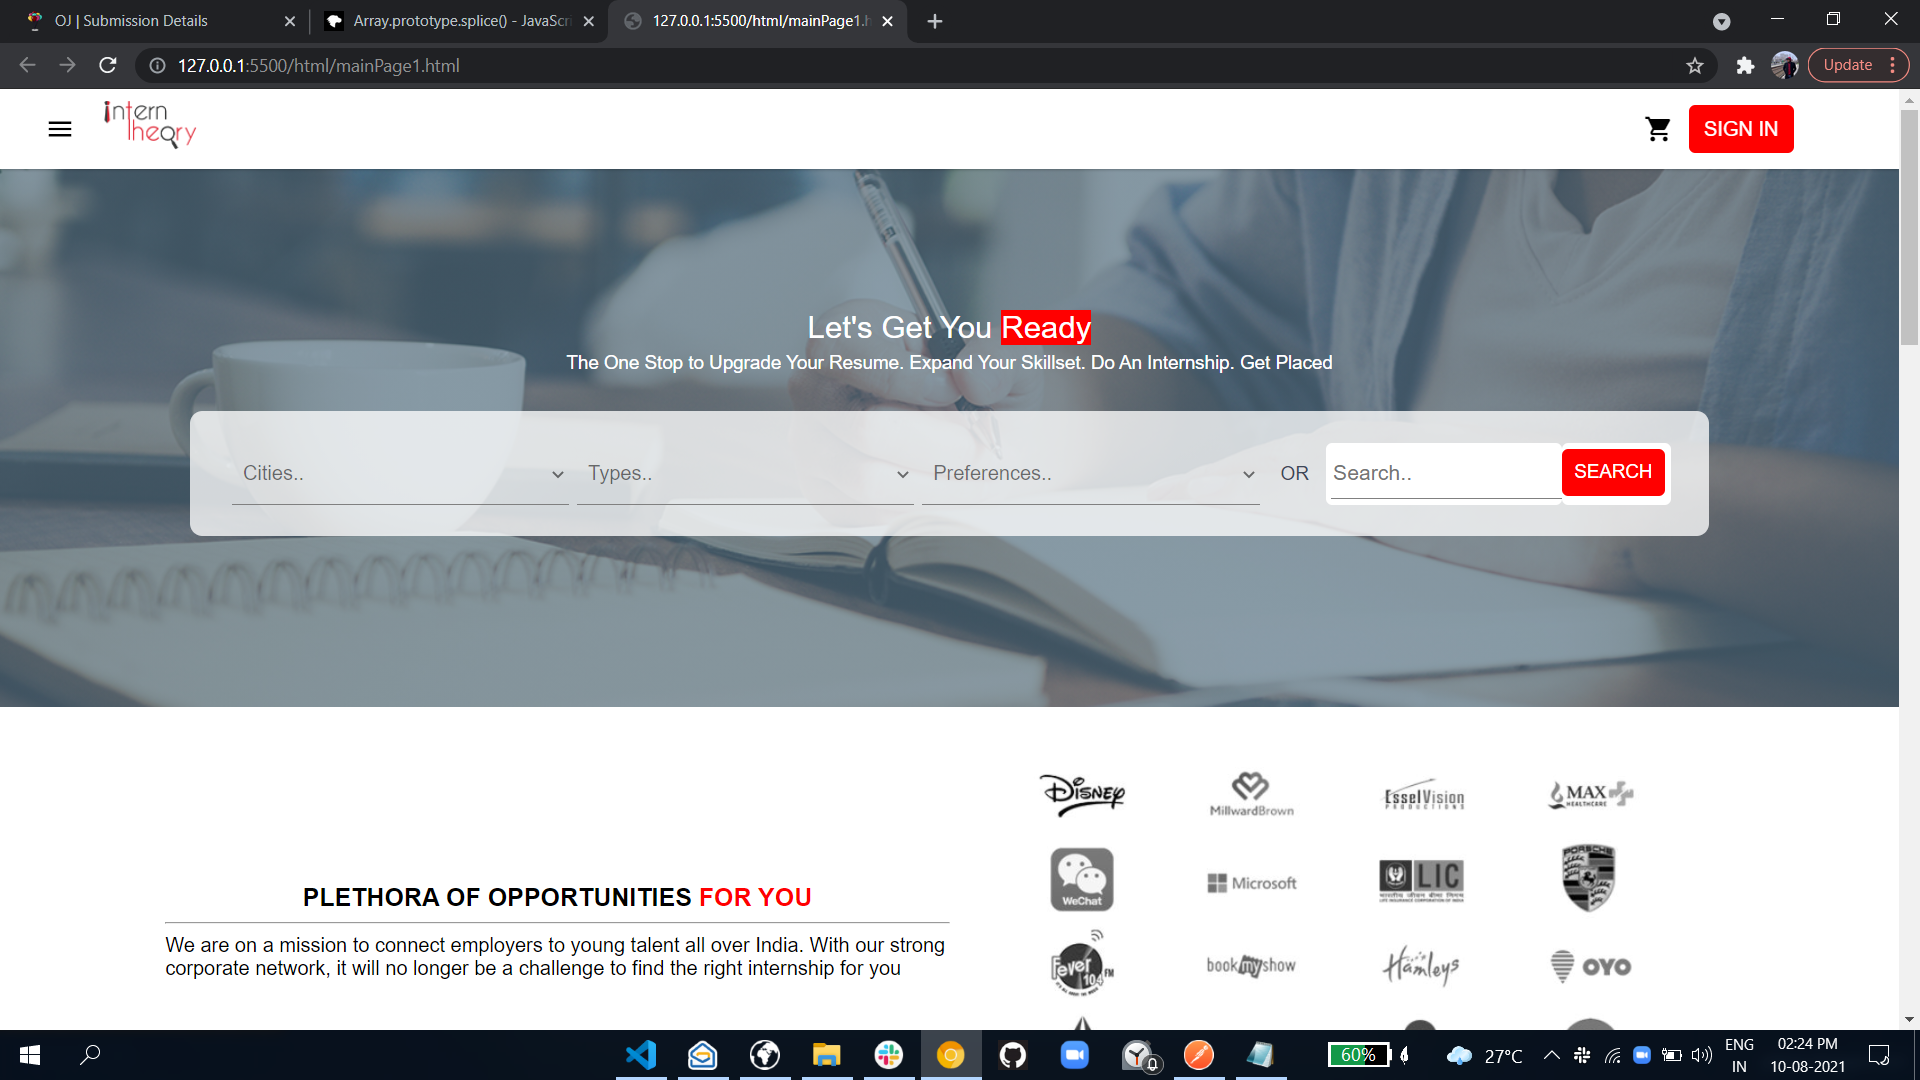 OJ | Submission Details
Array.prototype.splice() - JavaScri
127.0.0.1:5500/html/mainPage1.h
127.0.0.1:5500/html/mainPage1.html
Update
intern
theory
SIGN IN
Let's Get You Ready
The One Stop to Upgrade Your Resume. Expand Your Skillset. Do An Internship. Get Placed
Cities..
Types..
Preferences..
OR
Search..
SEARCH
DISNEY
MillwardBrown
EsselVision
PRODUCTIONS
MAX
HEALTHCARE
PORSCHE
WeChat
Microsoft
LIC
PLETHORA OF OPPORTUNITIES FOR YOU
We are on a mission to connect employers to young talent all over India. With our strong
corporate network, it will no longer be a challenge to find the right internship for you
Fever
104 FM
bookmyshow
Hamleys
OYO
60%
27°C
ENG
IN
02:24 PM
10-08-2021